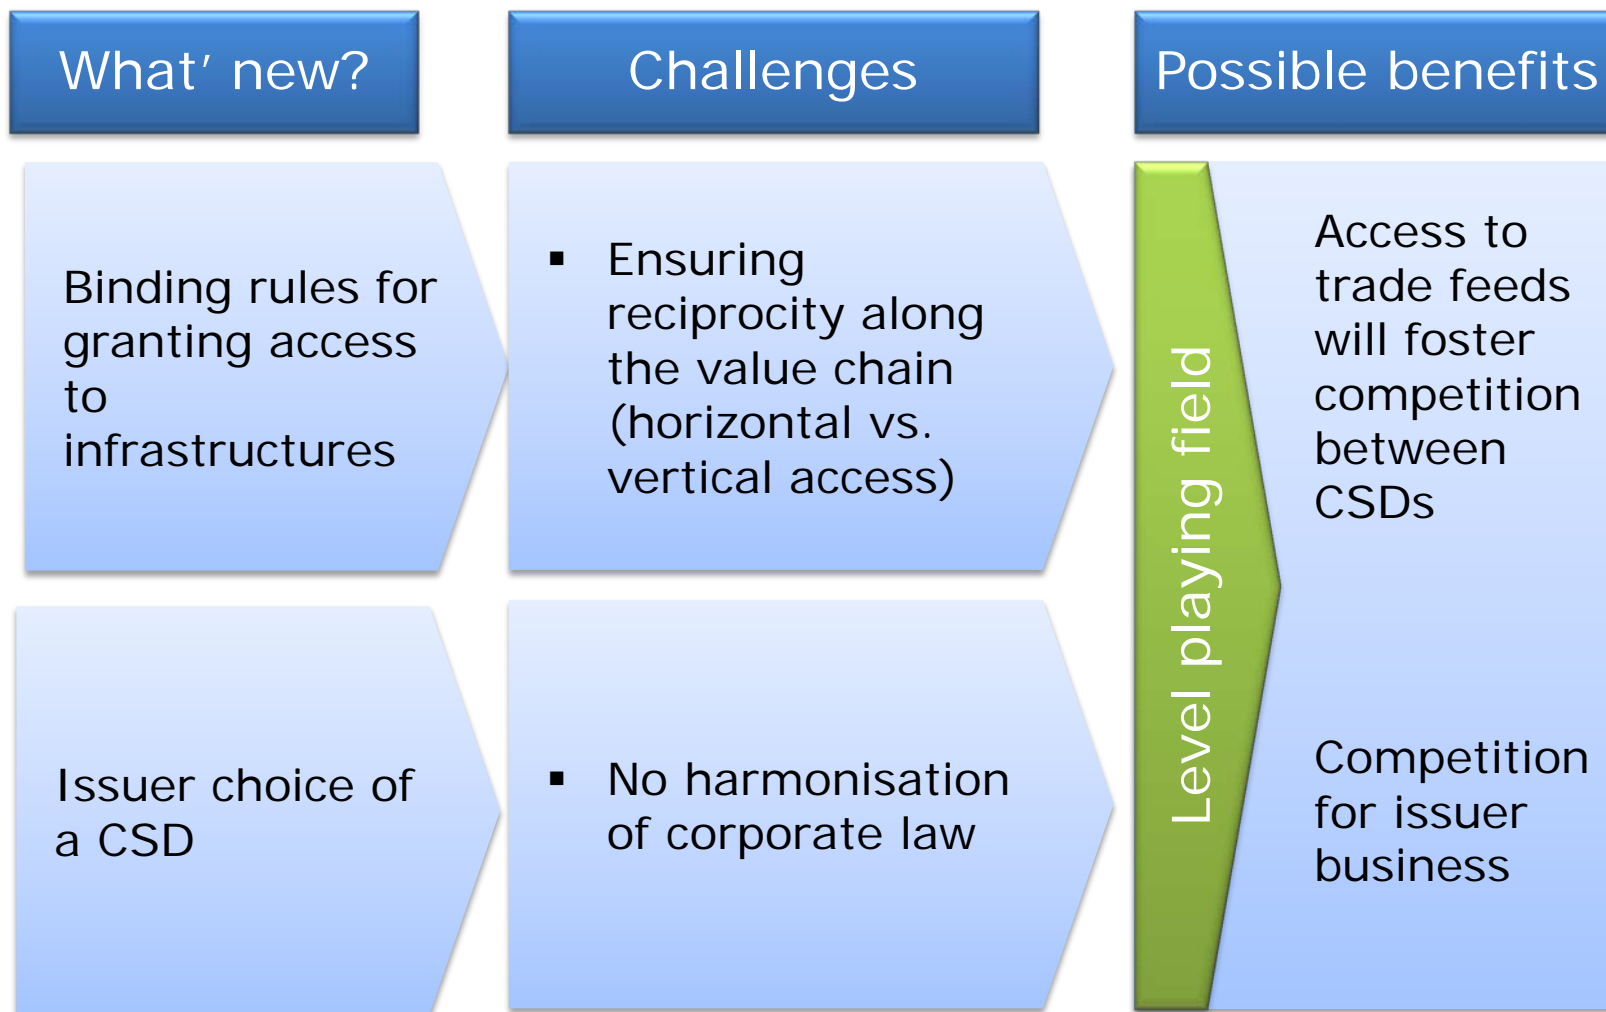 What’ new?
Challenges
Possible benefits
Binding rules for
granting access
to
infrastructures
▪ Ensuring
reciprocity along
the value chain
(horizontal vs.
vertical access)
Level playing field
Access to
trade feeds
will foster
competition
between
CSDs
Issuer choice of
a CSD
▪ No harmonisation
of corporate law
Competition
for issuer
business